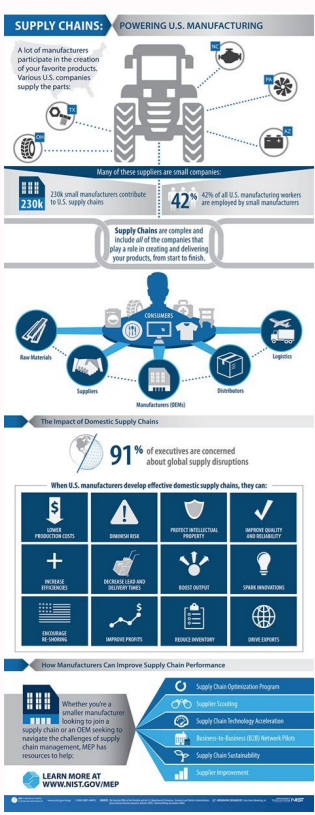 SUPPLY CHAINS: POWERING U.S. MANUFACTURING
A lot of manufacturers
participate in the creation
of your favorite products.
Various U.S. companies
supply the parts:
NC
PA
TX
OH
AZ
Many of these suppliers are small companies:
230k
230k small manufacturers contribute
to U.S. supply chains
42%
42% of all U.S. manufacturing workers
are employed by small manufacturers
Supply Chains are complex and
include all of the companies that
play a role in creating and delivering
your products, from start to finish.
CONSUMERS
Raw Materials
Suppliers
Manufacturers (OEMs)
Distributors
Logistics
The Impact of Domestic Supply Chains
91% of executives are concerned
about global supply disruptions
When U.S. manufacturers develop effective domestic supply chains, they can:
LOWER
PRODUCTION COSTS
DIMINISH RISK
PROTECT INTELLECTUAL
PROPERTY
IMPROVE QUALITY
AND RELIABILITY
INCREASE
EFFICIENCIES
DECREASE LEAD AND
DELIVERY TIMES
BOOST OUTPUT
SPARK INNOVATIONS
ENCOURAGE
RE-SHORING
IMPROVE PROFITS
REDUCE INVENTORY
DRIVE EXPORTS
How Manufacturers Can Improve Supply Chain Performance
Whether you're a
smaller manufacturer
looking to join a
supply chain or an OEM seeking to
navigate the challenges of supply
chain management, MEP has
resources to help:
LEARN MORE AT
WWW.NIST.GOV/MEP
Supply Chain Optimization Program
Supplier Scouting
Supply Chain Technology Acceleration
Business-to-Business (B2B) Network Pilots
Supply Chain Sustainability
Supplier Improvement
NIST